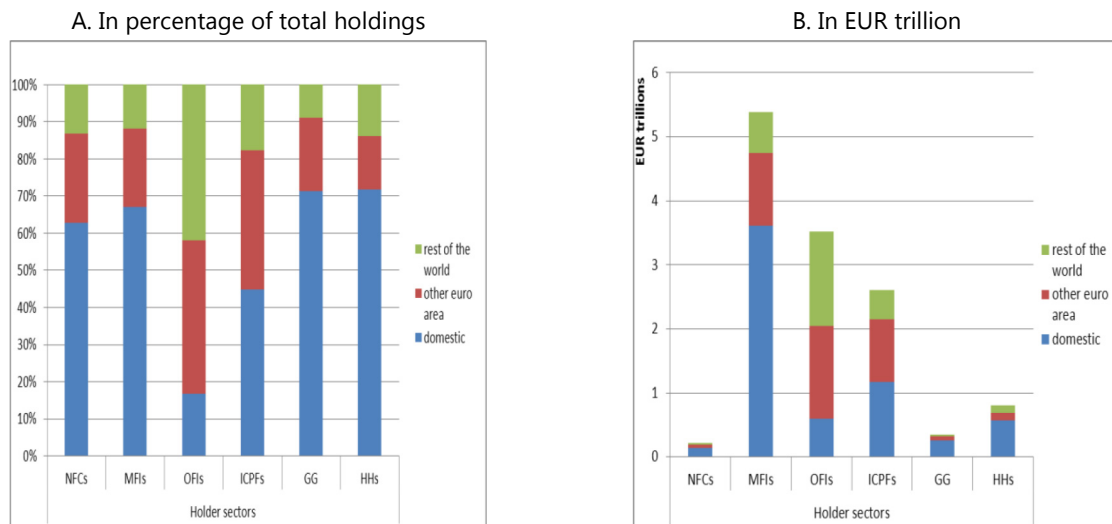 A. In percentage of total holdings
100%
90%
80%
70%
60%
50%
40%
30%
20%
10%
0%
NFCs MFIs OFIs ICPFs GG HHs
Holder sectors
rest of the
world
other euro
area
domestic
B. In EUR trillion
EUR trillions
6
5
4
3
2
1
0
NFCs MFIs OFIs ICPFs GG HHs
Holder sectors
rest of the
world
other euro
area
domestic